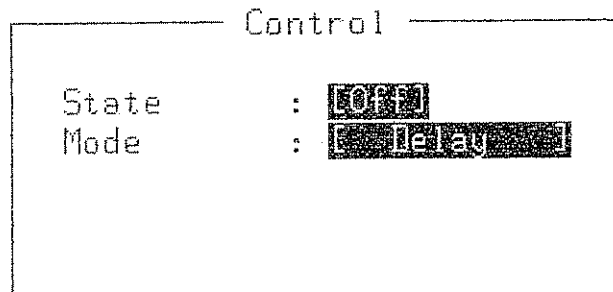 Control
State : [Off]
Mode : [ Delay ]